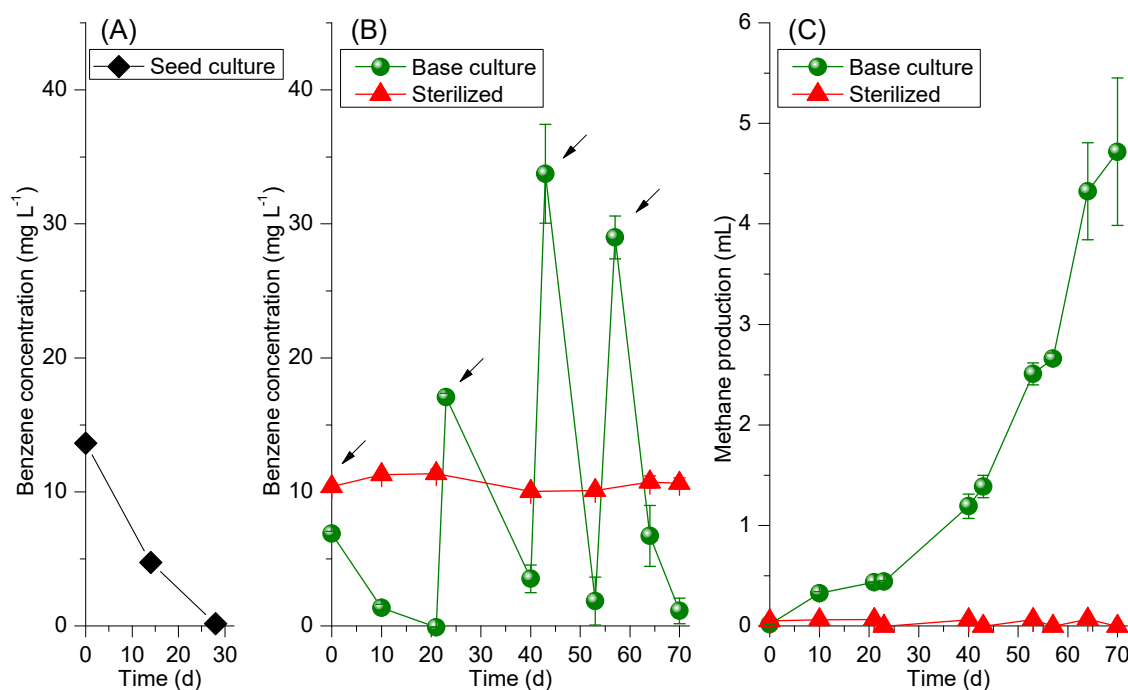 (A)
Seed culture
Benzene concentration (mg L⁻¹)
0
10
20
30
40
0 10 20 30
Time (d)
(B)
Base culture
Sterilized
Benzene concentration (mg L⁻¹)
0
10
20
30
40
0 10 20 30 40 50 60 70
Time (d)
(C)
Base culture
Sterilized
Methane production (mL)
0
1
2
3
4
5
6
0 10 20 30 40 50 60 70
Time (d)